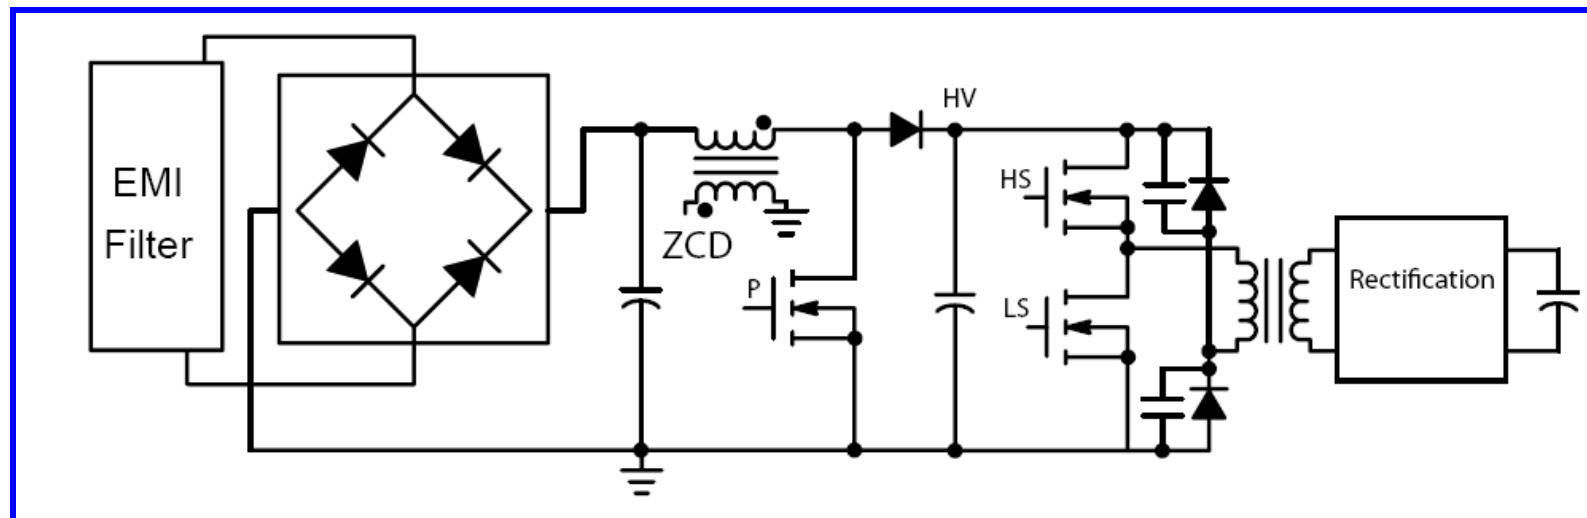 EMI
Filter
ZCD
P
HV
HS
LS
Rectification